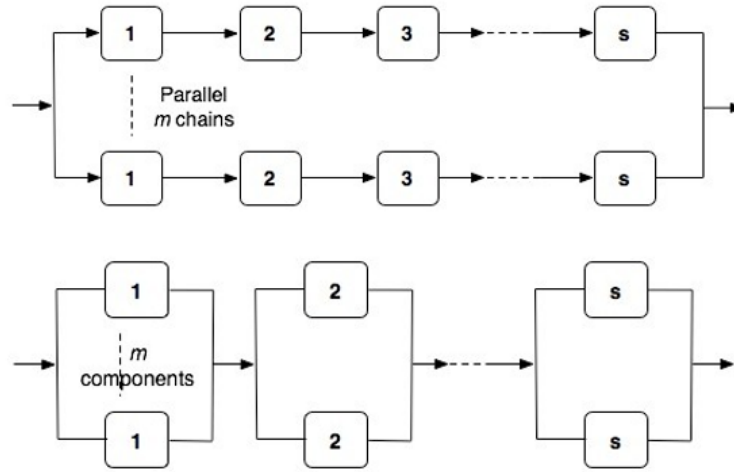 1 2 3 s
Parallel
m chains
1 2 3 s
1 2 s
m
components
1 2 s